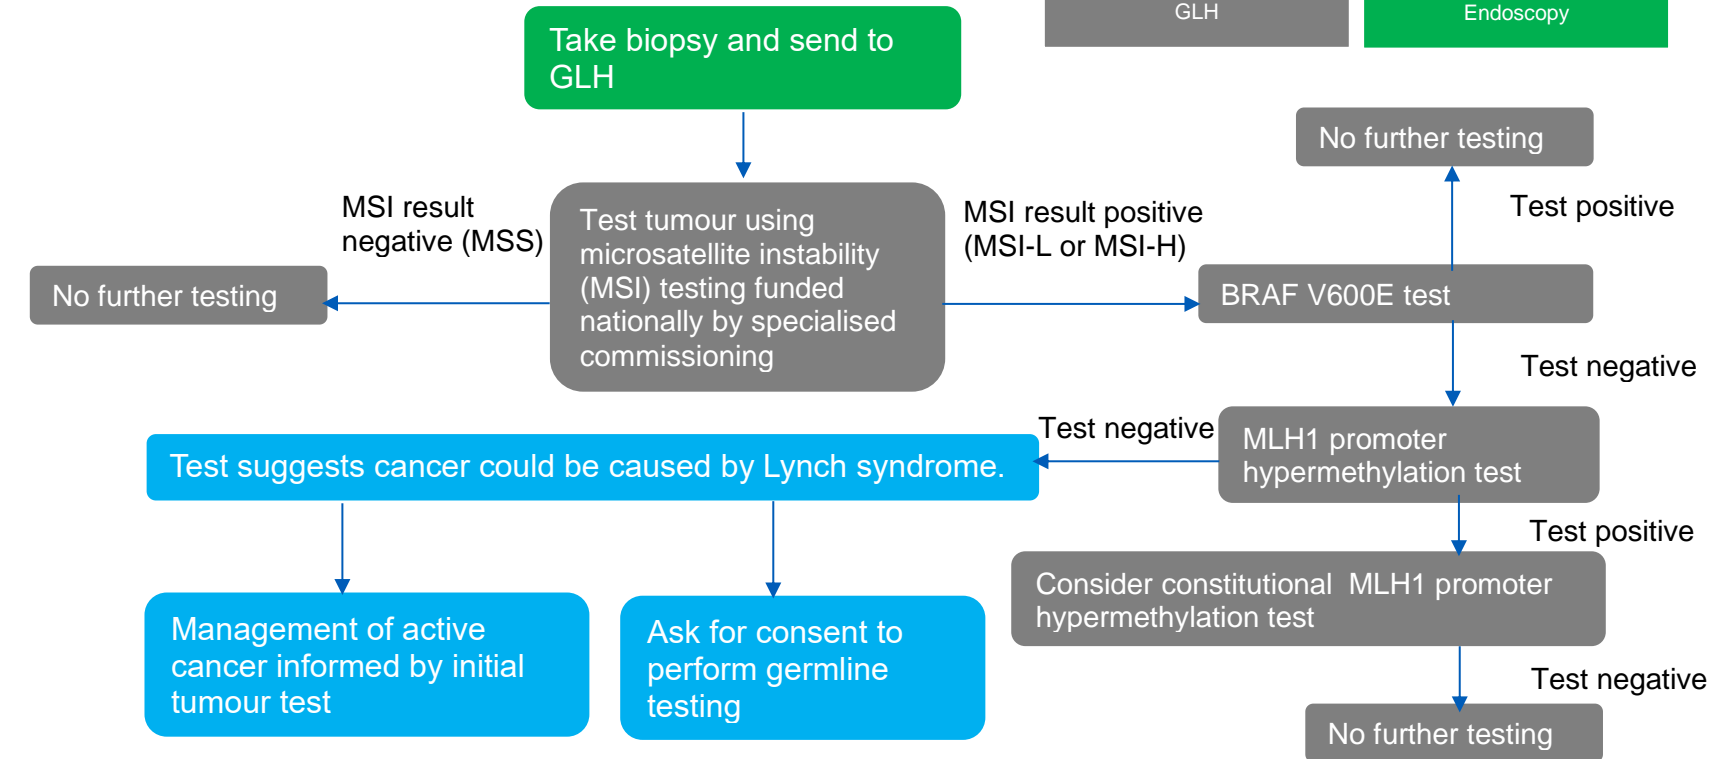 GLH
Endoscopy
Take biopsy and send to
GLH
No further testing
Test positive
MSI result
negative (MSS)
Test tumour using
microsatellite instability
(MSI) testing funded
nationally by specialised
commissioning
MSI result positive
(MSI-L or MSI-H)
No further testing
BRAF V600E test
Test negative
Test negative
MLH1 promoter
hypermethylation test
Test suggests cancer could be caused by Lynch syndrome.
Test positive
Consider constitutional  MLH1 promoter
hypermethylation test
Management of active
cancer informed by initial
tumour test
Ask for consent to
perform germline
testing
Test negative
No further testing